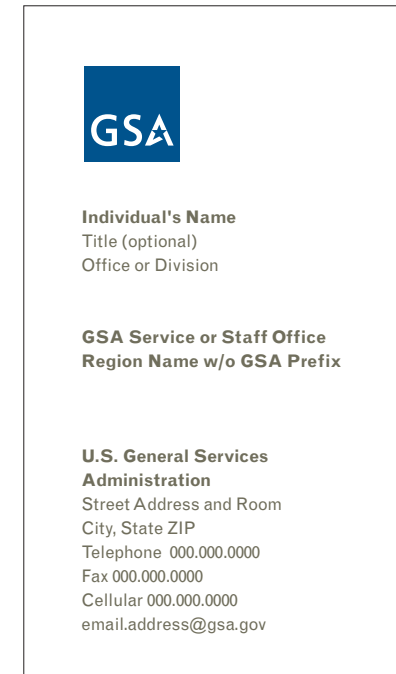 GSA
Individual's Name
Title (optional)
Office or Division
GSA Service or Staff Office
Region Name w/o GSA Prefix
U.S. General Services
Administration
Street Address and Room
City, State ZIP
Telephone 000.000.0000
Fax 000.000.0000
Cellular 000.000.0000
email.address@gsa.gov